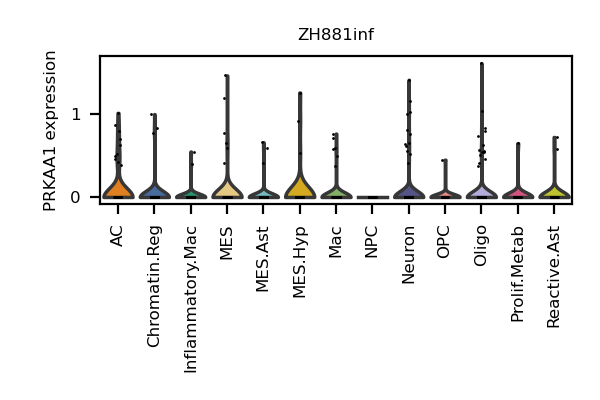 ZH881inf
PRKAA1 expression
1
0
AC
Chromatin.Reg
Inflammatory.Mac
MES
MES.Ast
MES.Hyp
Mac
NPC
Neuron
OPC
Oligo
Prolif.Metab
Reactive.Ast